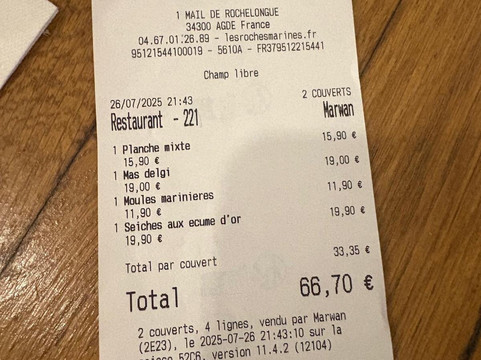 1 MAIL DE ROCHELONGUE
34300 AGDE France
04.67.01.26.89 - lesrochesmarines.fr
95121544100019 - 5610A - FR379512215441
Champ libre
26/07/2025 21:43 2 COUVERTS
Restaurant - 221 Marwan
1 Planche mixte 15,90 €
15,90 €
1 Mas delgi 19,00 €
19,00 €
1 Moules marinieres 11,90 €
11,90 €
1 Seiches aux ecume d'or 19,90 €
19,90 €
Total par couvert 33,35 €
Total 66,70 €
2 couverts, 4 lignes, vendu par Marwan
(2E23), le 2025-07-26 21:43:10 sur la
52C6, version 11.4.2 (12104)